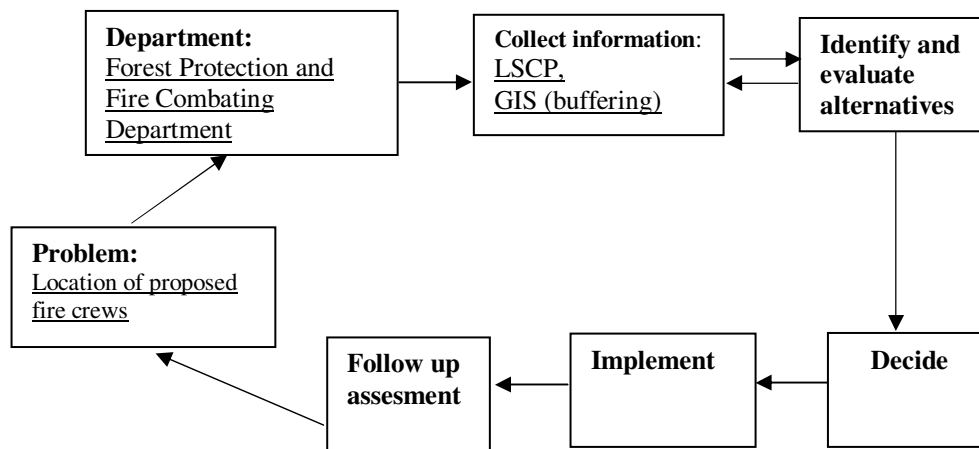 Department:
Forest Protection and
Fire Combating
Department
Collect information:
LSCP,
GIS (buffering)
Identify and
evaluate
alternatives
Problem:
Location of proposed
fire crews
Follow up
assesment
Implement
Decide